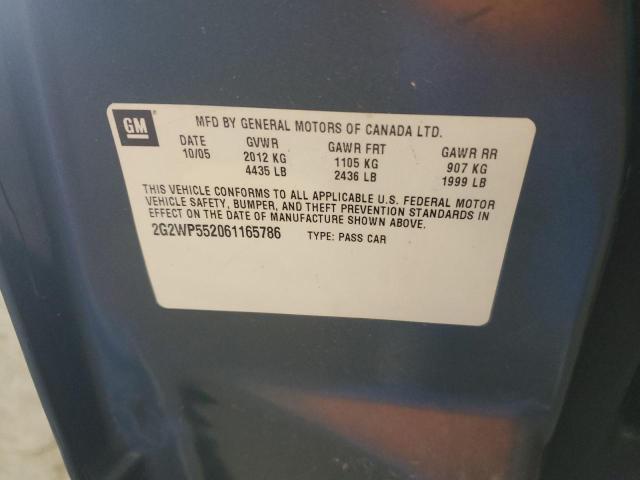 GM
MFD BY GENERAL MOTORS OF CANADA LTD.
DATE GVWR GAWR FRT GAWR RR
10/05 2012 KG 1105 KG 907 KG
4435 LB 2436 LB 1999 LB
THIS VEHICLE CONFORMS TO ALL APPLICABLE U.S. FEDERAL MOTOR
VEHICLE SAFETY, BUMPER, AND THEFT PREVENTION STANDARDS IN
EFFECT ON THE DATE OF MANUFACTURE SHOWN ABOVE.
2G2WP552061165786 TYPE: PASS CAR